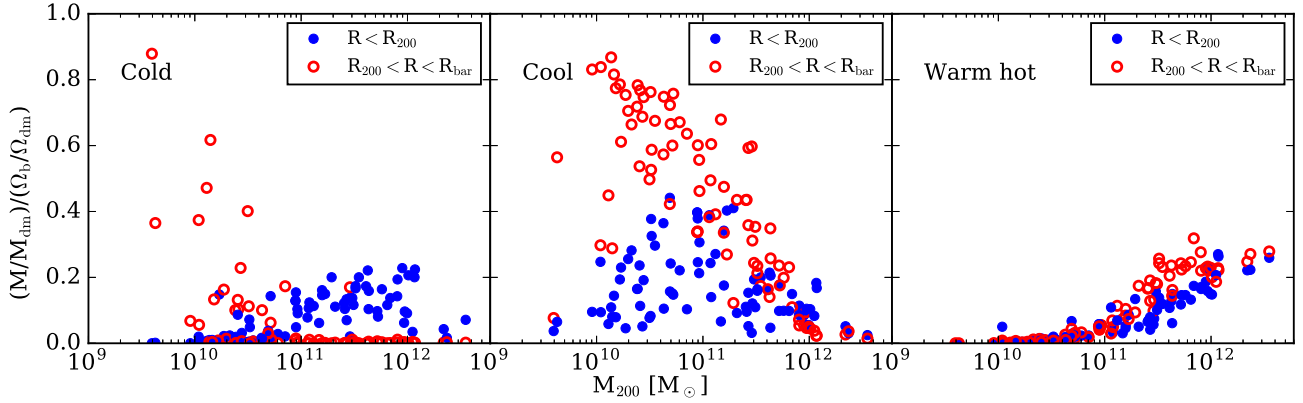 (M/M_dm)/(Ω_b/Ω_dm)
1.0
0.8
0.6
0.4
0.2
0.0
Cold
R < R_200
R_200 < R < R_bar
10^9
10^10
10^11
10^12
Cool
R < R_200
R_200 < R < R_bar
10^9
10^10
10^11
10^12
Warm hot
R < R_200
R_200 < R < R_bar
10^9
10^10
10^11
10^12
M_200 [M_⊙]